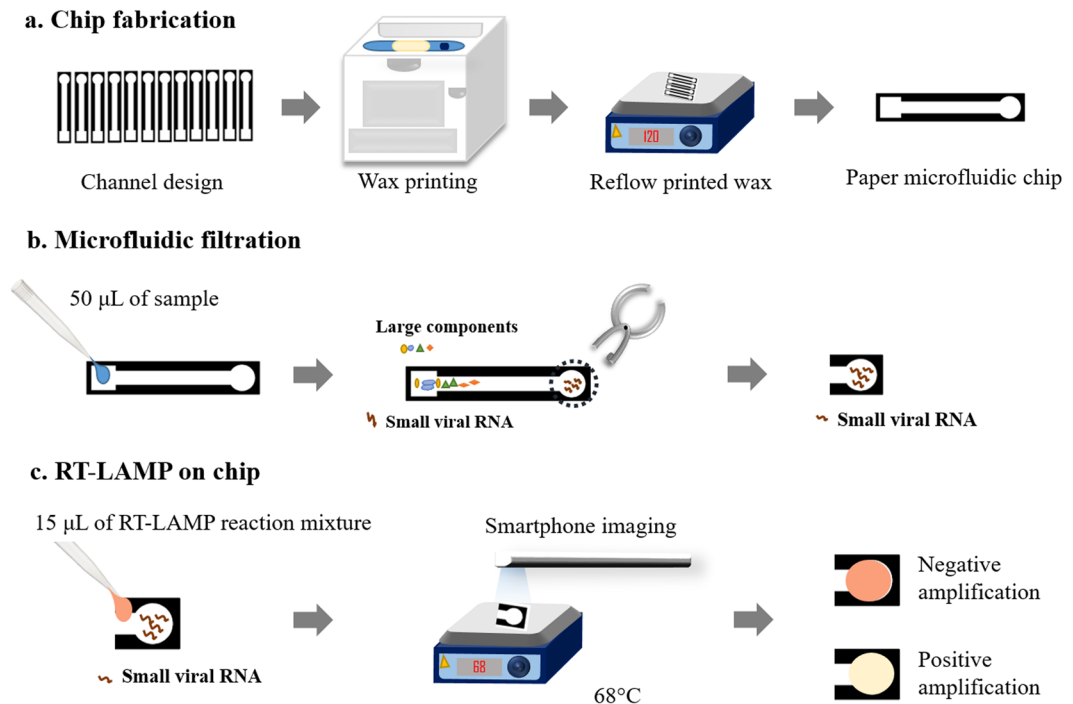 a. Chip fabrication
120
Channel design
Wax printing
Reflow printed wax
Paper microfluidic chip
b. Microfluidic filtration
50 μL of sample
Large components
Small viral RNA
Small viral RNA
c. RT-LAMP on chip
15 μL of RT-LAMP reaction mixture
Small viral RNA
Smartphone imaging
68
68°C
Negative
amplification
Positive
amplification